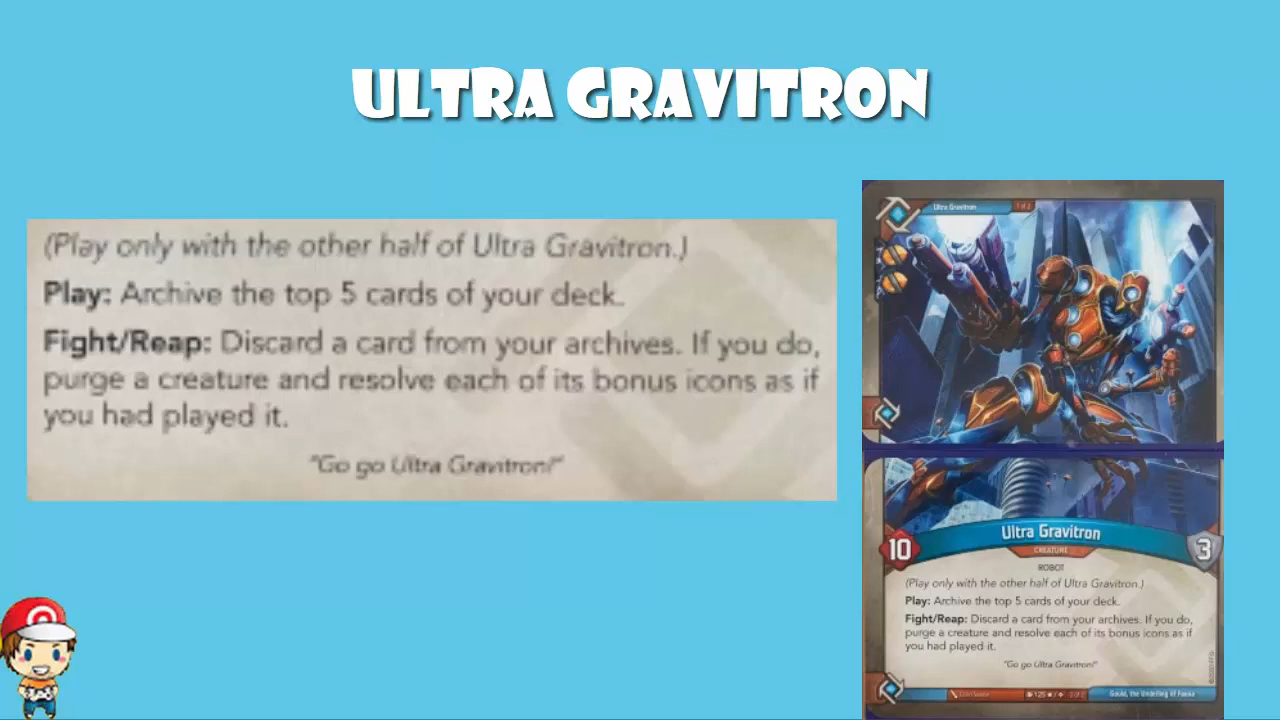 ULTRA GRAVITRON
(Play only with the other half of Ultra Gravitron.)
Play: Archive the top 5 cards of your deck.
Fight/Reap: Discard a card from your archives. If you do,
purge a creature and resolve each of its bonus icons as if
you had played it.
"Go go Ultra Gravitron!"
Ultra Gravitron
1 of 2
Ultra Gravitron
10
3
CREATURE
ROBOT
(Play only with the other half of Ultra Gravitron.)
Play: Archive the top 5 cards of your deck.
Fight/Reap: Discard a card from your archives. If you do,
purge a creature and resolve each of its bonus icons as if
you had played it.
"Go go Ultra Gravitron!"
125
2 of 2